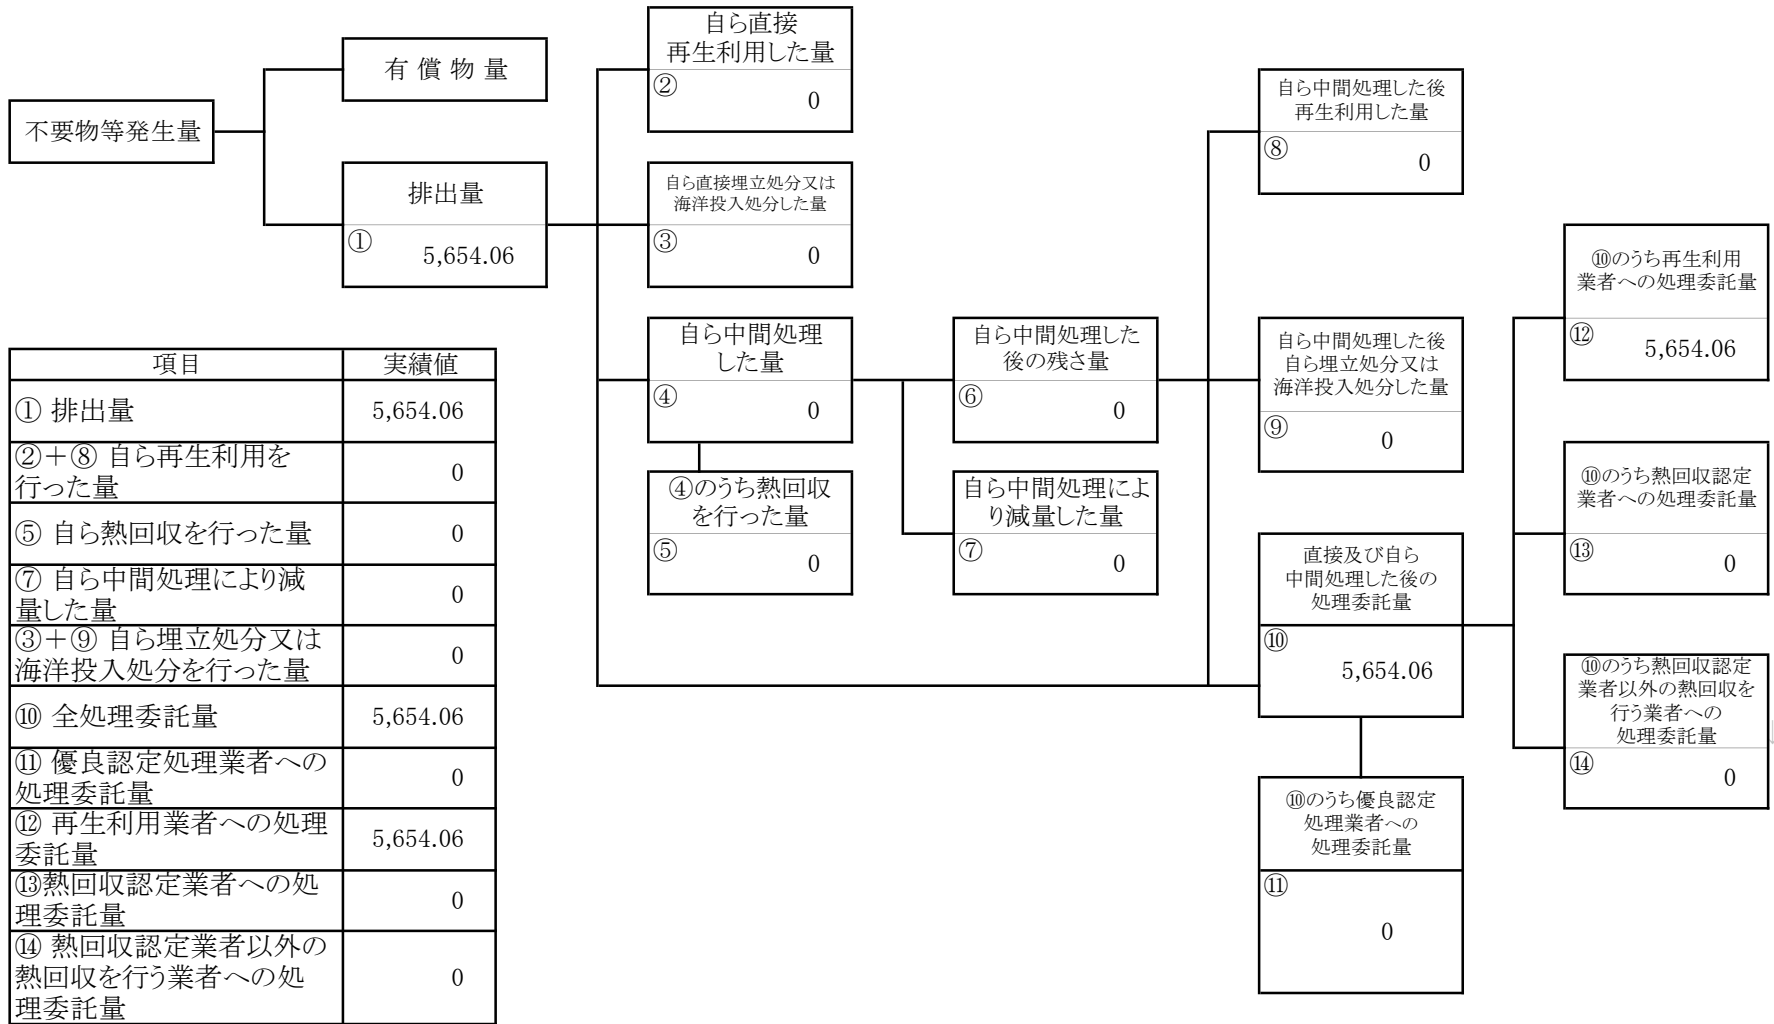 不要物等発生量
有 償 物 量
排出量
① 5,654.06
自ら直接
再生利用した量
② 0
自ら直接埋立処分又は
海洋投入処分した量
③ 0
自ら中間処理
した量
④ 0
④のうち熱回収
を行った量
⑤ 0
自ら中間処理した
後の残さ量
⑥ 0
自ら中間処理によ
り減量した量
⑦ 0
自ら中間処理した後
再生利用した量
⑧ 0
自ら中間処理した後
自ら埋立処分又は
海洋投入処分した量
⑨ 0
直接及び自ら
中間処理した後の
処理委託量
⑩
5,654.06
⑩のうち優良認定
処理業者への
処理委託量
⑪
0
⑩のうち再生利用
業者への処理委託量
⑫ 5,654.06
⑩のうち熱回収認定
業者への処理委託量
⑬ 0
⑩のうち熱回収認定
業者以外の熱回収を
行う業者への
処理委託量
⑭ 0
項目 実績値
① 排出量 5,654.06
②＋⑧ 自ら再生利用を
行った量 0
⑤ 自ら熱回収を行った量 0
⑦ 自ら中間処理により減
量した量 0
③＋⑨ 自ら埋立処分又は
海洋投入処分を行った量 0
⑩ 全処理委託量 5,654.06
⑪ 優良認定処理業者への
処理委託量 0
⑫ 再生利用業者への処理
委託量 5,654.06
⑬熱回収認定業者への処
理委託量 0
⑭ 熱回収認定業者以外の
熱回収を行う業者への処
理委託量 0